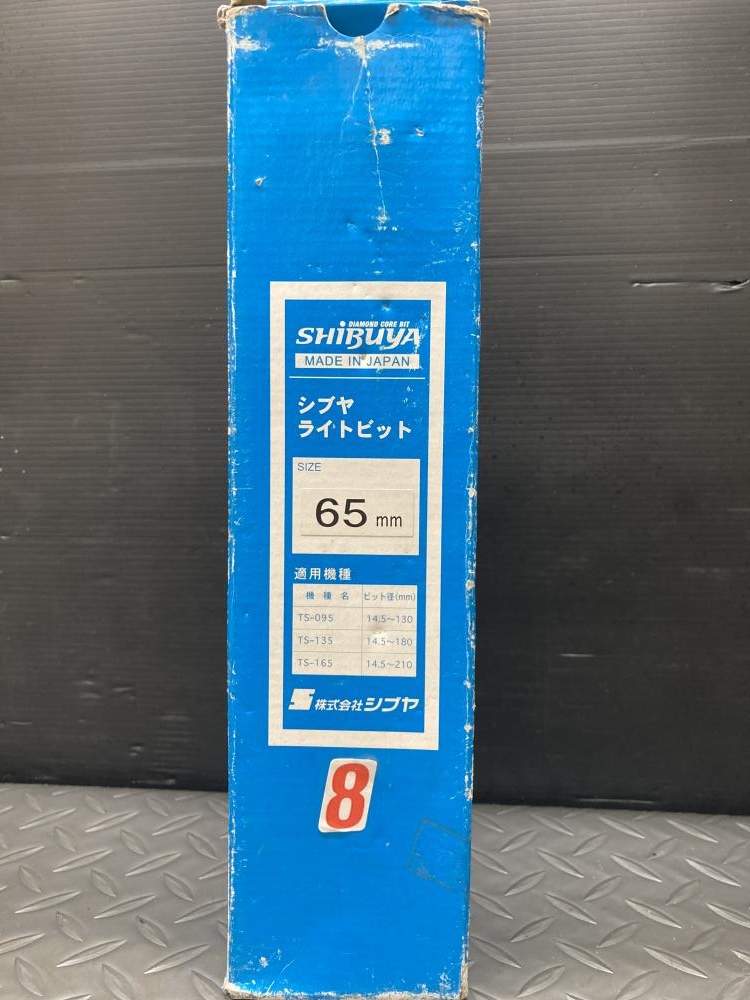 DIAMOND CORE BIT
SHIBUYA
MADE IN JAPAN
シブヤ
ライトビット
SIZE
65 mm
適用機種
機種名 ビット径(mm)
TS-095 14.5〜130
TS-135 14.5〜180
TS-165 14.5〜210
株式会社シブヤ
8